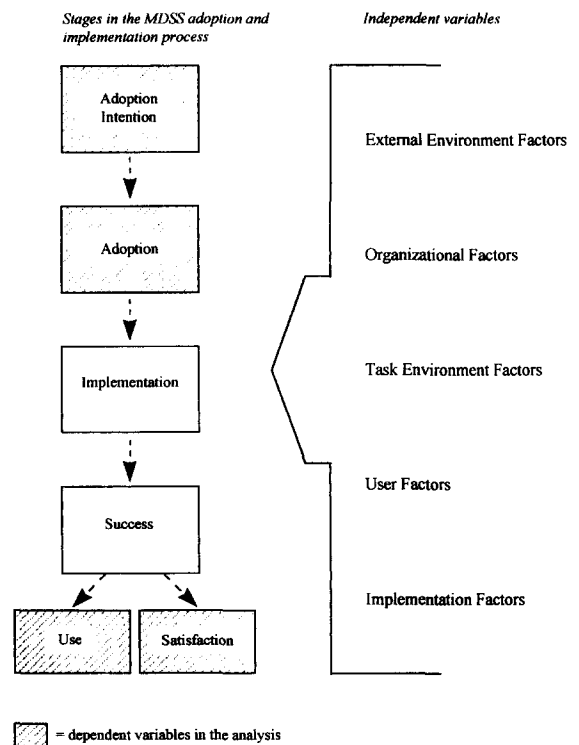 Stages in the MDSS adoption and
implementation process
Independent variables
Adoption
Intention
Adoption
Implementation
Success
Use
Satisfaction
External Environment Factors
Organizational Factors
Task Environment Factors
User Factors
Implementation Factors
= dependent variables in the analysis